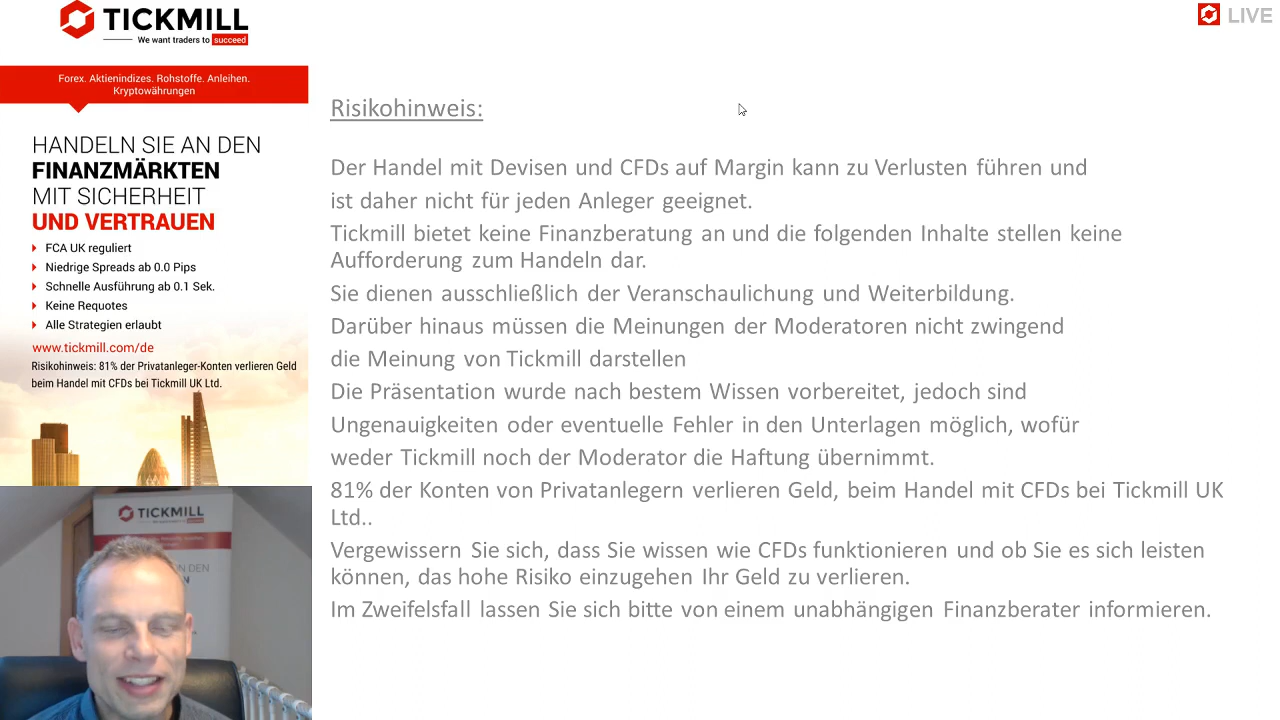 TICKMILL
We want traders to succeed
Forex. Aktienindizes. Rohstoffe. Anleihen.
Kryptowährungen
HANDELN SIE AN DEN
FINANZMÄRKTEN
MIT SICHERHEIT
UND VERTRAUEN
FCA UK reguliert
Niedrige Spreads ab 0.0 Pips
Schnelle Ausführung ab 0.1 Sek.
Keine Requotes
Alle Strategien erlaubt
www.tickmill.com/de
Risikohinweis: 81% der Privatanleger-Konten verlieren Geld
beim Handel mit CFDs bei Tickmill UK Ltd.
TICKMILL
LIVE
Risikohinweis:
Der Handel mit Devisen und CFDs auf Margin kann zu Verlusten führen und
ist daher nicht für jeden Anleger geeignet.
Tickmill bietet keine Finanzberatung an und die folgenden Inhalte stellen keine
Aufforderung zum Handeln dar.
Sie dienen ausschließlich der Veranschaulichung und Weiterbildung.
Darüber hinaus müssen die Meinungen der Moderatoren nicht zwingend
die Meinung von Tickmill darstellen
Die Präsentation wurde nach bestem Wissen vorbereitet, jedoch sind
Ungenauigkeiten oder eventuelle Fehler in den Unterlagen möglich, wofür
weder Tickmill noch der Moderator die Haftung übernimmt.
81% der Konten von Privatanlegern verlieren Geld, beim Handel mit CFDs bei Tickmill UK
Ltd..
Vergewissern Sie sich, dass Sie wissen wie CFDs funktionieren und ob Sie es sich leisten
können, das hohe Risiko einzugehen Ihr Geld zu verlieren.
Im Zweifelsfall lassen Sie sich bitte von einem unabhängigen Finanzberater informieren.